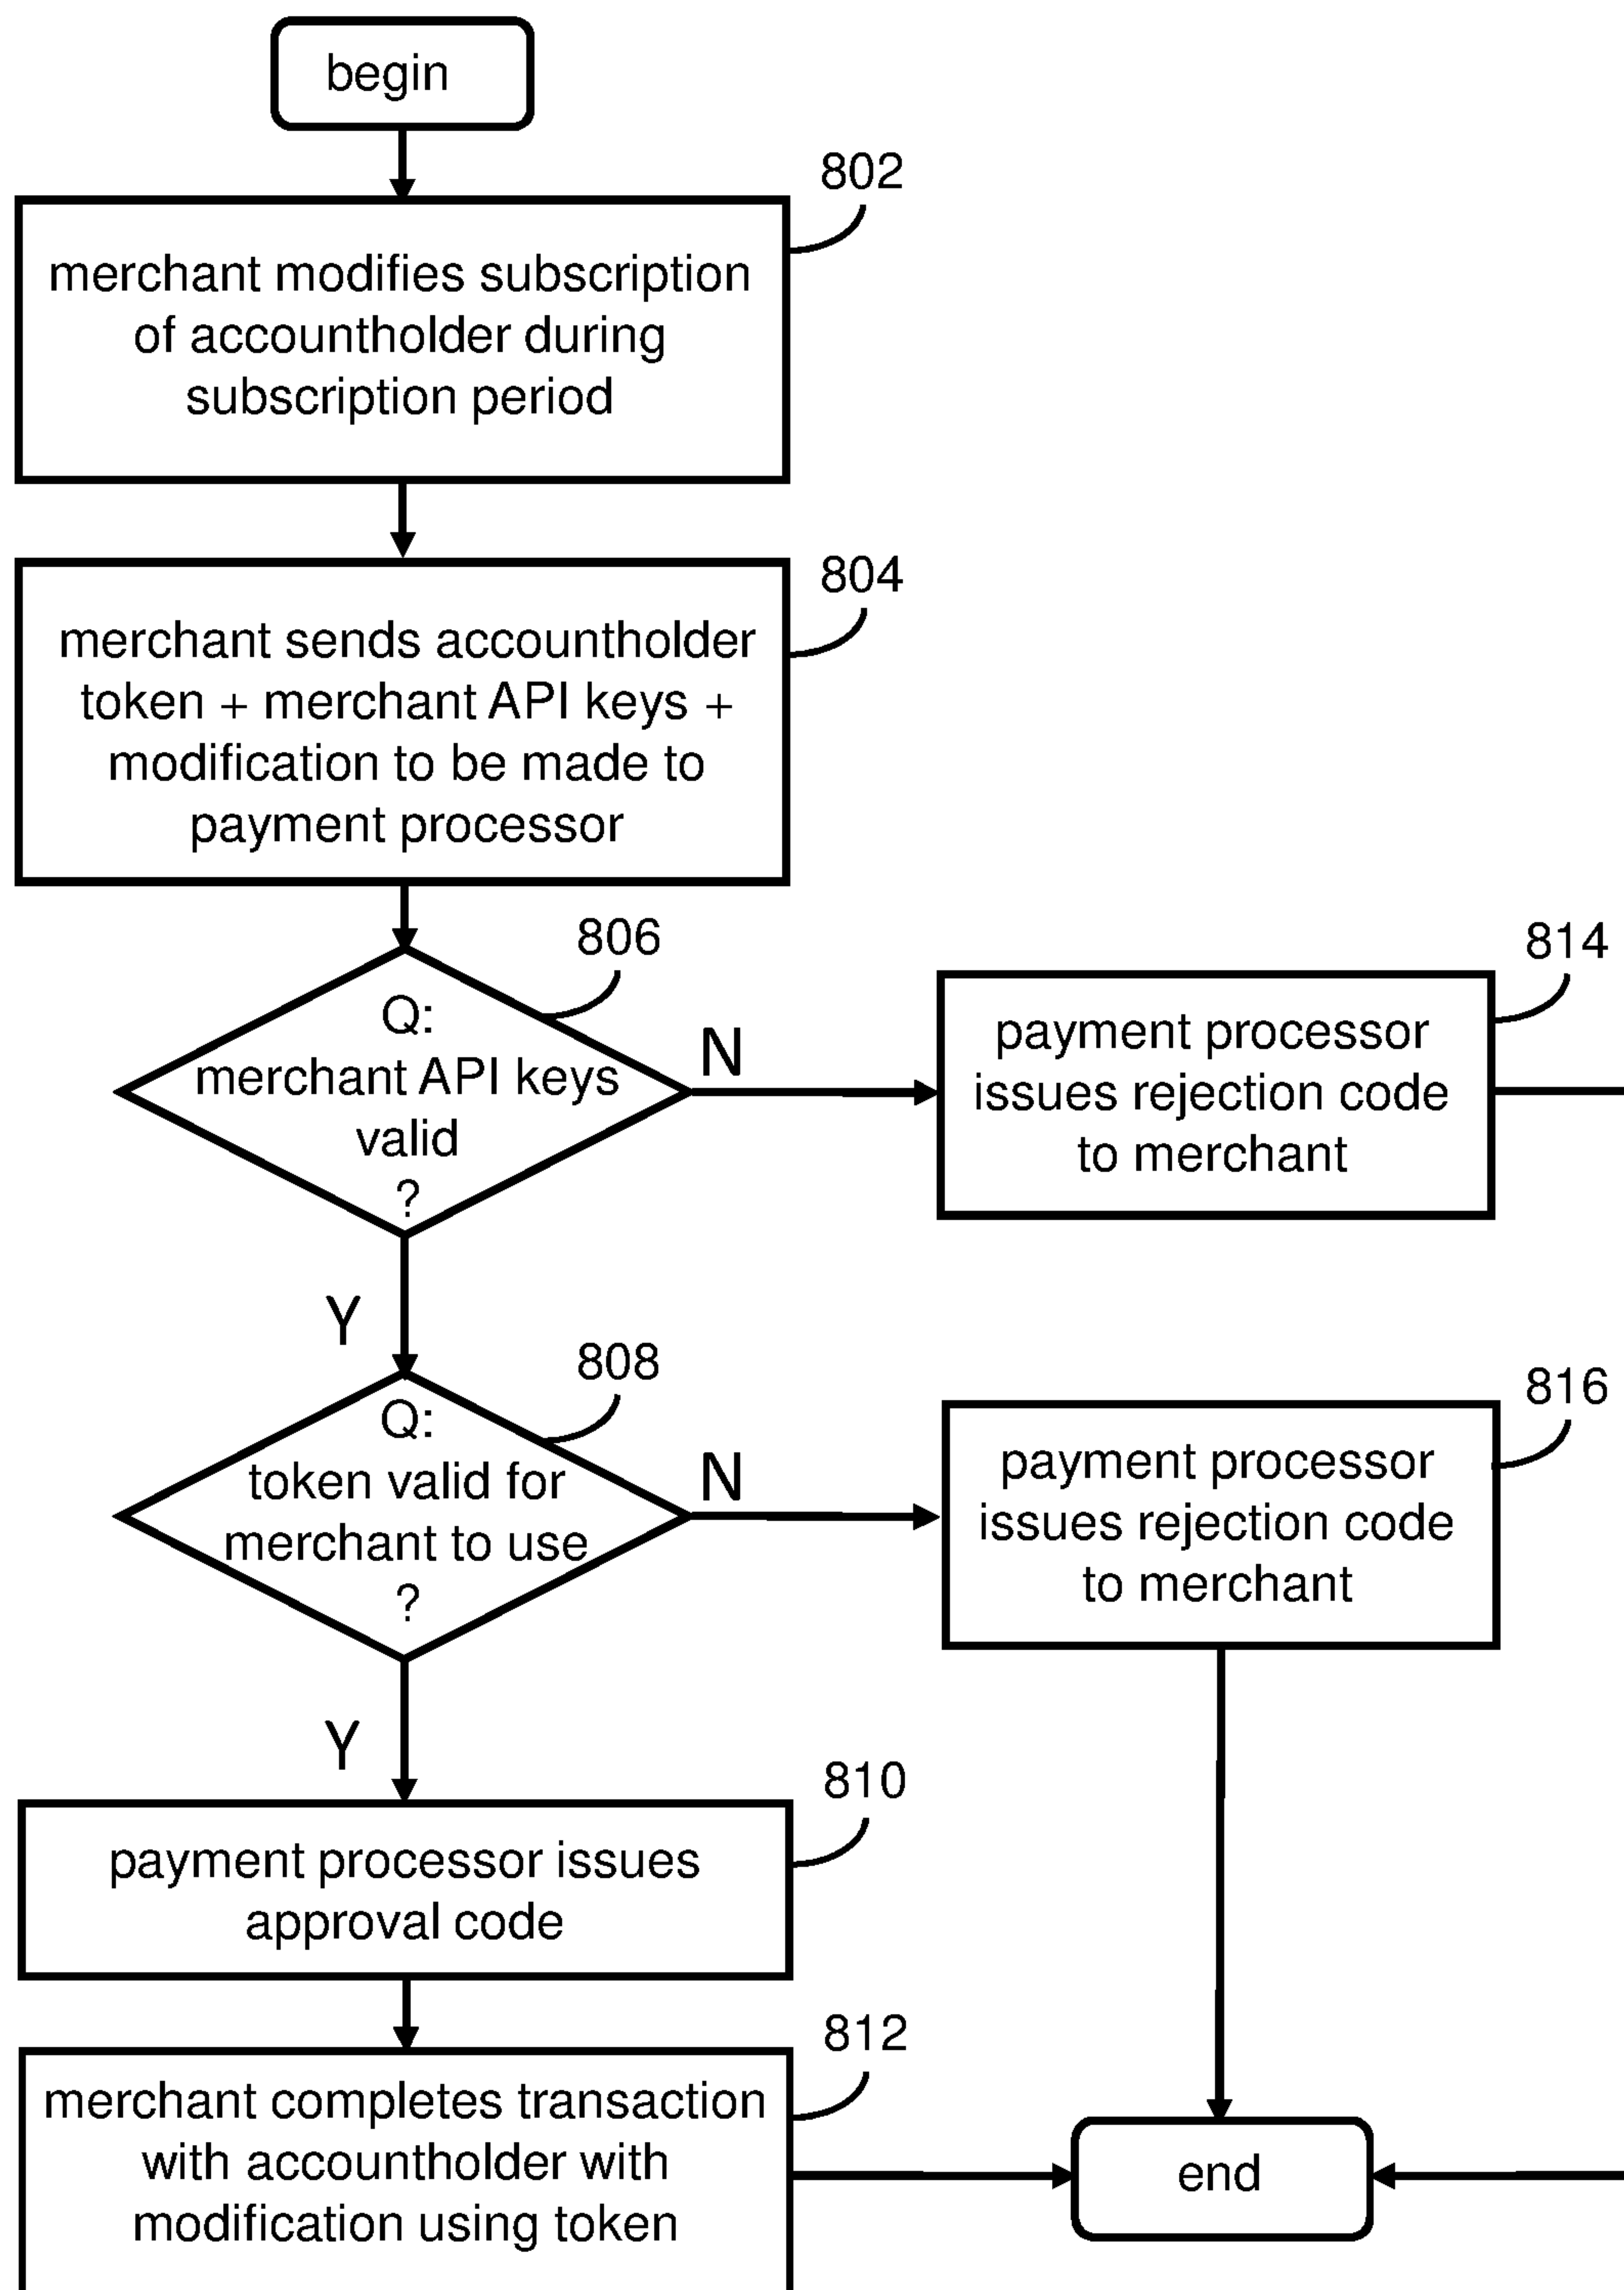 begin
802
merchant modifies subscription
of accountholder during
subscription period
804
merchant sends accountholder
token + merchant API keys +
modification to be made to
payment processor
806
Q:
merchant API keys
valid
?
N
814
payment processor
issues rejection code
to merchant
Y
808
Q:
token valid for
merchant to use
?
N
816
payment processor
issues rejection code
to merchant
Y
810
payment processor issues
approval code
812
merchant completes transaction
with accountholder with
modification using token
end